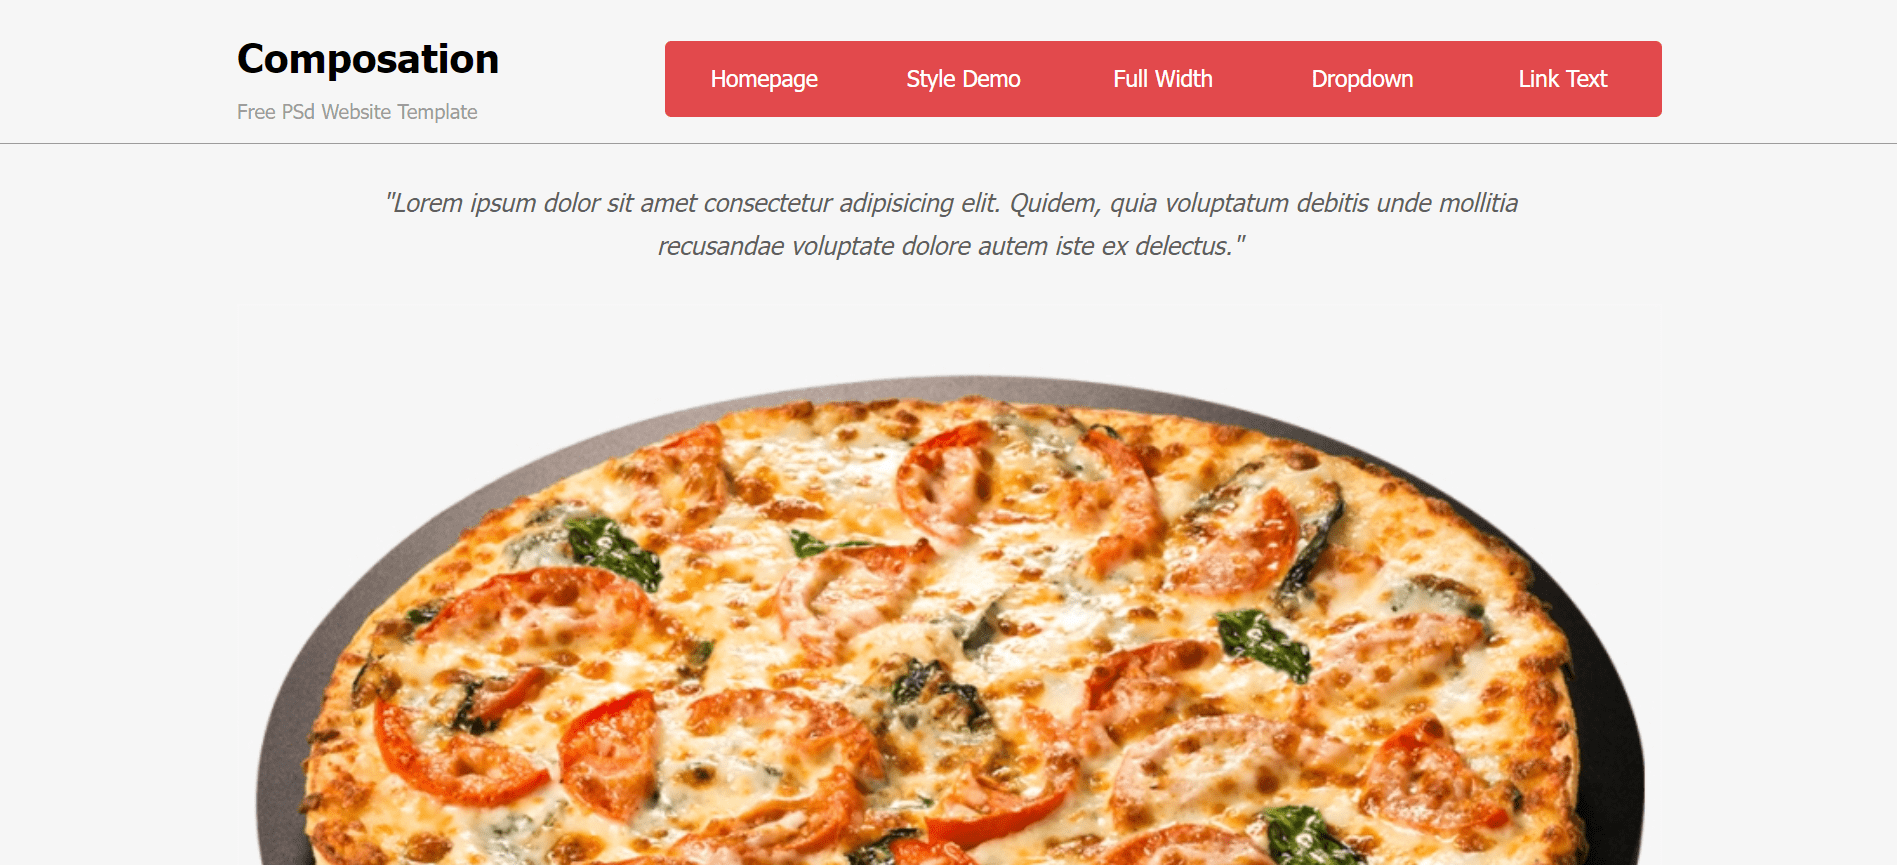 Composation
Free PSd Website Template
Homepage
Style Demo
Full Width
Dropdown
Link Text
"Lorem ipsum dolor sit amet consectetur adipisicing elit. Quidem, quia voluptatum debitis unde mollitia
recusandae voluptate dolore autem iste ex delectus."